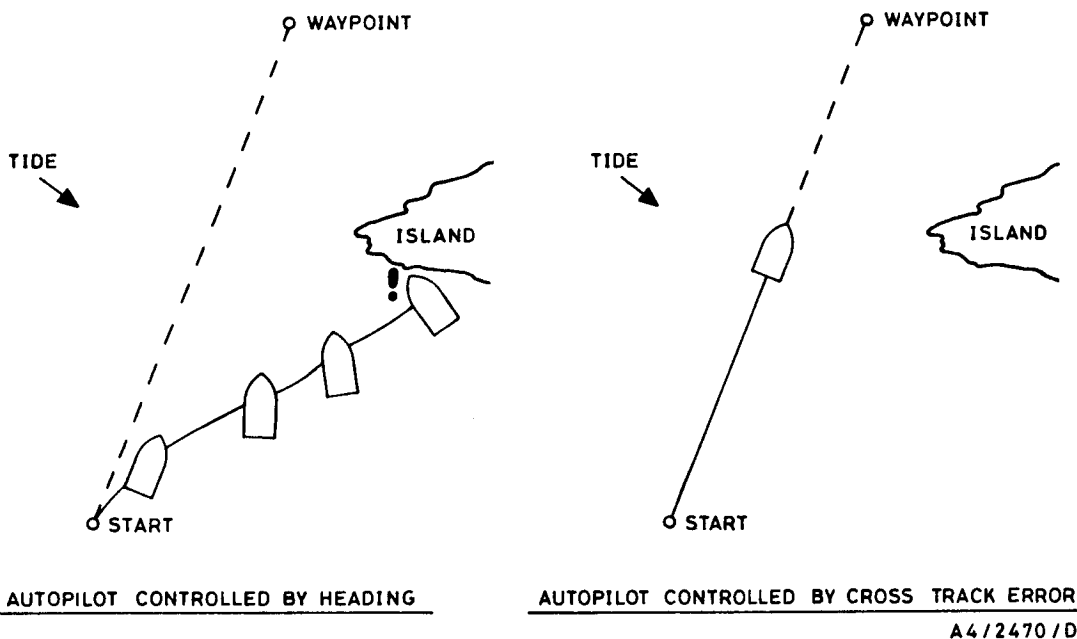 WAYPOINT
TIDE
ISLAND
!
START
AUTOPILOT CONTROLLED BY HEADING
WAYPOINT
TIDE
ISLAND
START
AUTOPILOT CONTROLLED BY CROSS TRACK ERROR
A4/2470/D